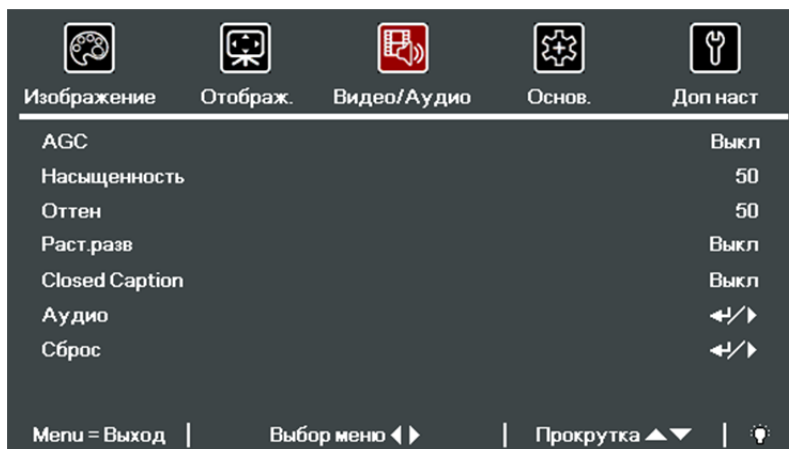 Изображение Отображ. Видео/Аудио Основ. Доп наст
AGC Выкл
Насыщенность 50
Оттен 50
Раст.разв Выкл
Closed Caption Выкл
Аудио
Сброс
Menu = Выход Выбор меню Прокрутка